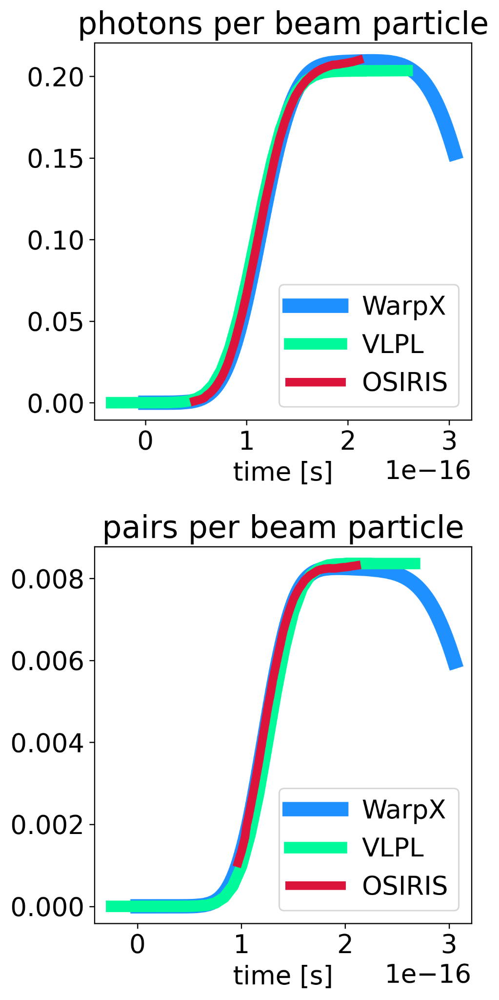 photons per beam particle
0.20
0.15
0.10
0.05
0.00
WarpX
VLPL
OSIRIS
0 1 2 3
time [s] 1e−16
pairs per beam particle
0.008
0.006
0.004
0.002
0.000
WarpX
VLPL
OSIRIS
0 1 2 3
time [s] 1e−16